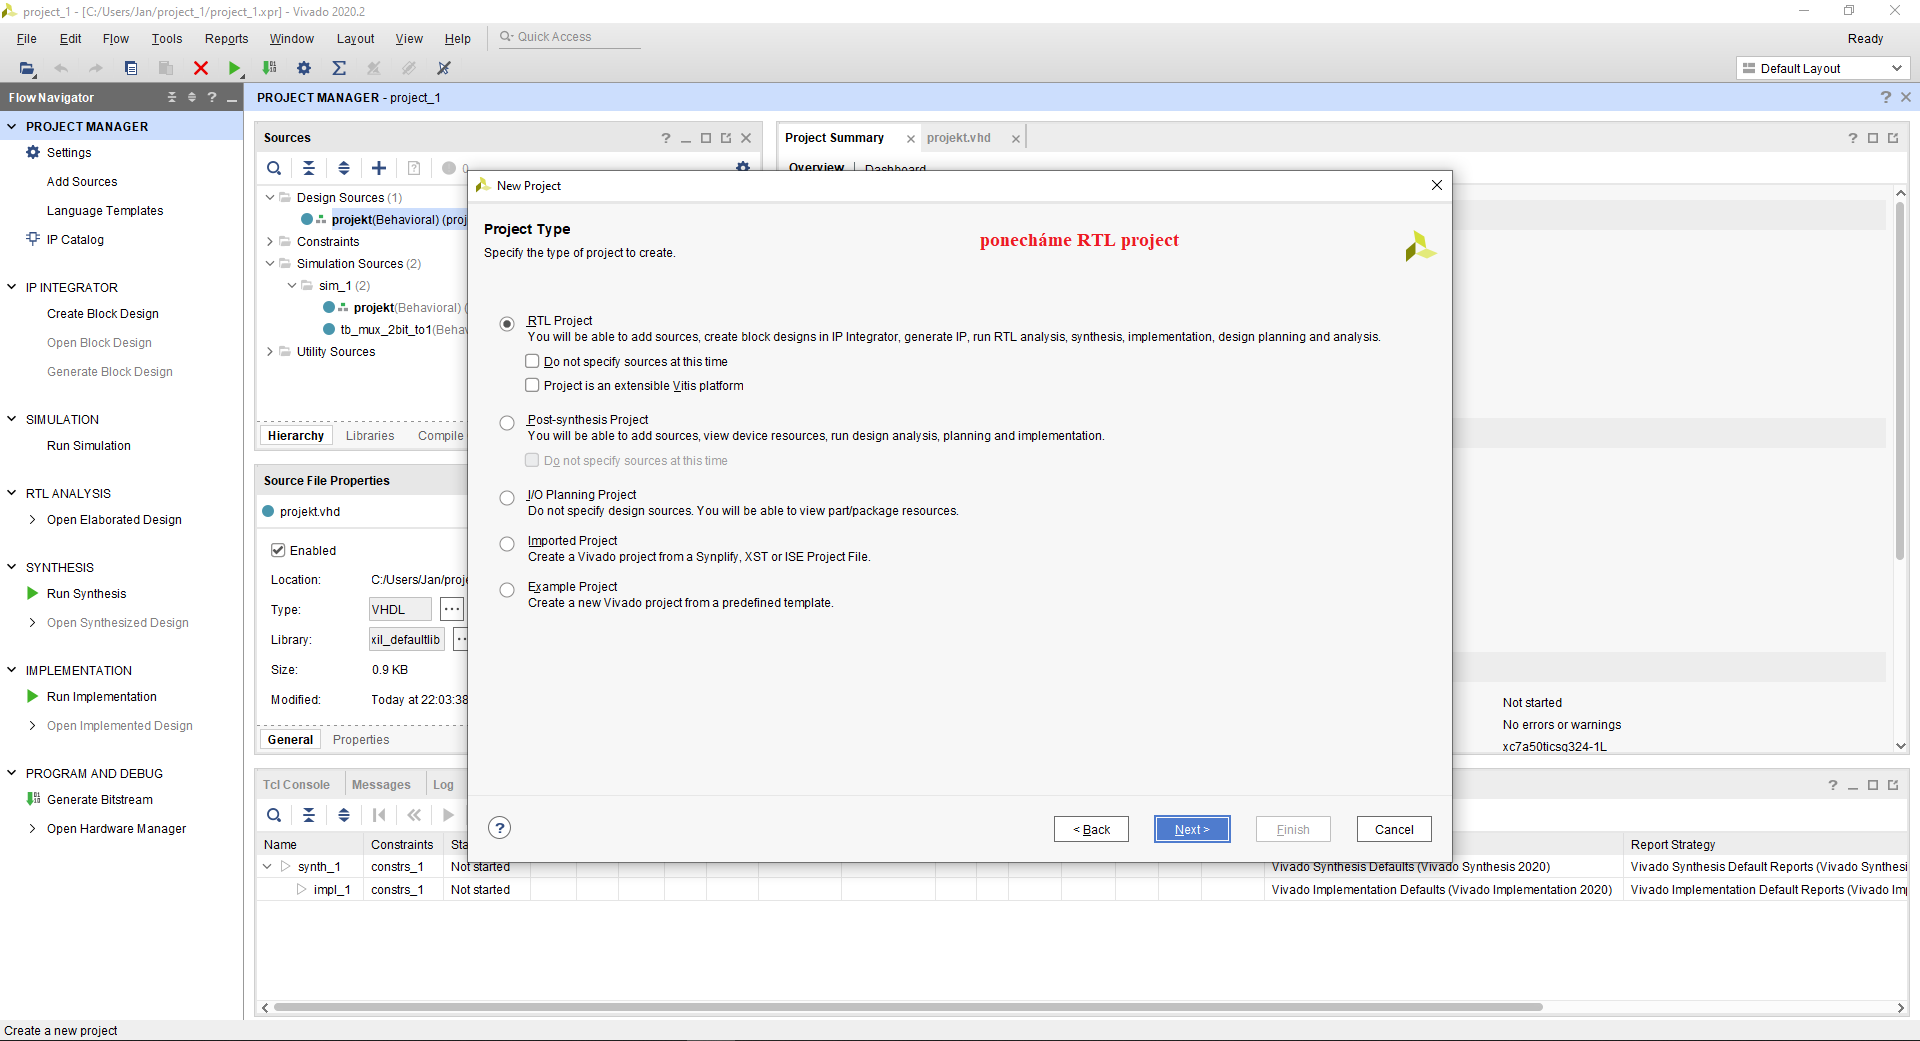 project_1 - [C:/Users/Jan/project_1/project_1.xpr] - Vivado 2020.2
File Edit Flow Tools Reports Window Layout View Help Quick Access Ready
Default Layout
Flow Navigator
PROJECT MANAGER - project_1
PROJECT MANAGER
Settings
Add Sources
Language Templates
IP Catalog
IP INTEGRATOR
Create Block Design
Open Block Design
Generate Block Design
SIMULATION
Run Simulation
RTL ANALYSIS
Open Elaborated Design
SYNTHESIS
Run Synthesis
Open Synthesized Design
IMPLEMENTATION
Run Implementation
Open Implemented Design
PROGRAM AND DEBUG
Generate Bitstream
Open Hardware Manager
Sources
0
Design Sources (1)
projekt(Behavioral) (proj
Constraints
Simulation Sources (2)
sim_1 (2)
projekt(Behavioral) (
tb_mux_2bit_to1(Beha
Utility Sources
Hierarchy Libraries Compile
Source File Properties
projekt.vhd
Enabled
Location: C:/Users/Jan/proje
Type: VHDL
Library: xil_defaultlib
Size: 0.9 KB
Modified: Today at 22:03:38
General Properties
Project Summary projekt.vhd
Overview | Dashboard
New Project
Project Type
Specify the type of project to create.
ponecháme RTL project
RTL Project
You will be able to add sources, create block designs in IP Integrator, generate IP, run RTL analysis, synthesis, implementation, design planning and analysis.
Do not specify sources at this time
Project is an extensible Vitis platform
Post-synthesis Project
You will be able to add sources, view device resources, run design analysis, planning and implementation.
Do not specify sources at this time
I/O Planning Project
Do not specify design sources. You will be able to view part/package resources.
Imported Project
Create a Vivado project from a Synplify, XST or ISE Project File.
Example Project
Create a new Vivado project from a predefined template.
< Back Next > Finish Cancel
Not started
No errors or warnings
xc7a50ticsg324-1L
Tcl Console Messages Log
Name Constraints Sta Report Strategy
synth_1 constrs_1 Not started Vivado Synthesis Defaults (Vivado Synthesis 2020) Vivado Synthesis Default Reports (Vivado Synthesi
impl_1 constrs_1 Not started Vivado Implementation Defaults (Vivado Implementation 2020) Vivado Implementation Default Reports (Vivado Im
Create a new project